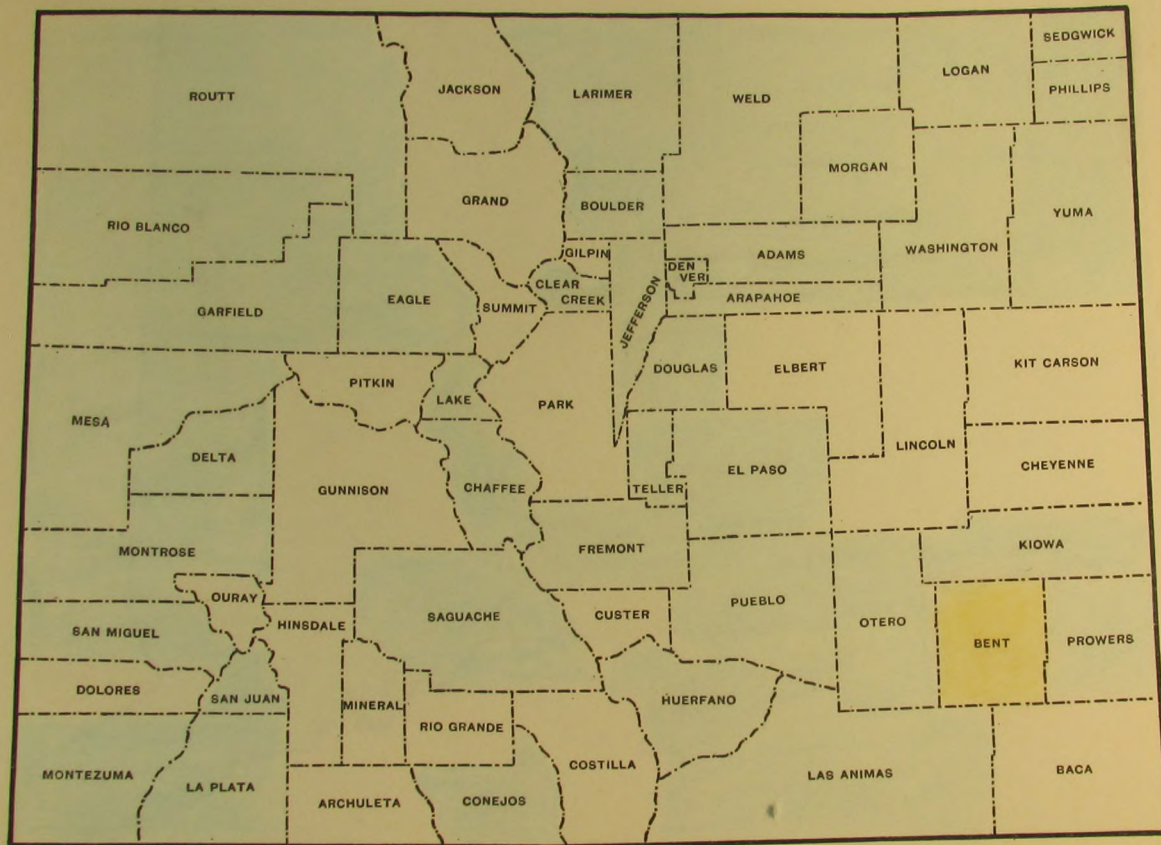 SEDGWICK
LOGAN
ROUTT
JACKSON
LARIMER
WELD
PHILLIPS
MORGAN
GRAND
BOULDER
YUMA
RIO BLANCO
WASHINGTON
GILPIN
ADAMS
DEN
VER
CLEAR
CREEK
EAGLE
SUMMIT
JEFFERSON
ARAPAHOE
GARFIELD
KIT CARSON
DOUGLAS
ELBERT
PITKIN
LAKE
PARK
MESA
LINCOLN
DELTA
CHEYENNE
EL PASO
GUNNISON
CHAFFEE
TELLER
MONTROSE
FREMONT
KIOWA
OURAY
HINSDALE
SAGUACHE
CUSTER
PUEBLO
OTERO
SAN MIGUEL
BENT
PROWERS
DOLORES
SAN JUAN
MINERAL
RIO GRANDE
HUERFANO
COSTILLA
MONTEZUMA
LA PLATA
LAS ANIMAS
BACA
ARCHULETA
CONEJOS